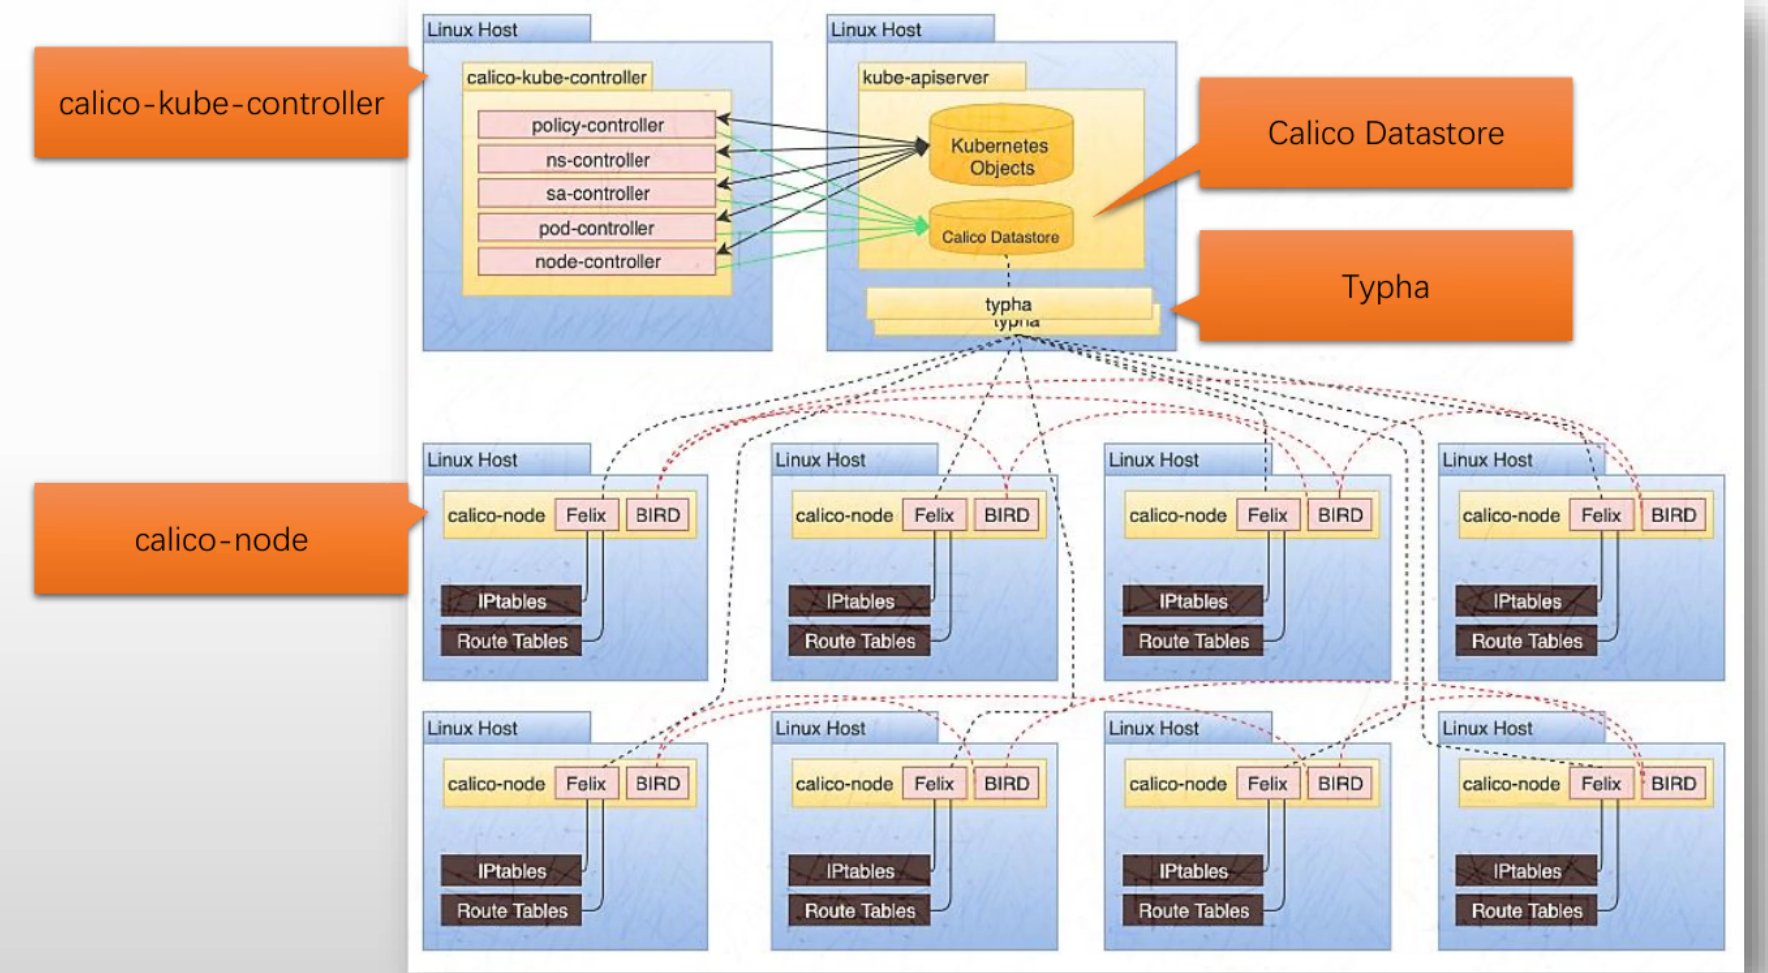 Linux Host
Linux Host
calico-kube-controller
calico-kube-controller
policy-controller
ns-controller
sa-controller
pod-controller
node-controller
kube-apiserver
Kubernetes
Objects
Calico Datastore
Calico Datastore
typha
typha
Typha
calico-node
Linux Host
calico-node Felix BIRD
IPtables
Route Tables
Linux Host
calico-node Felix BIRD
IPtables
Route Tables
Linux Host
calico-node Felix BIRD
IPtables
Route Tables
Linux Host
calico-node Felix BIRD
IPtables
Route Tables
Linux Host
calico-node Felix BIRD
IPtables
Route Tables
Linux Host
calico-node Felix BIRD
IPtables
Route Tables
Linux Host
calico-node Felix BIRD
IPtables
Route Tables
Linux Host
calico-node Felix BIRD
IPtables
Route Tables